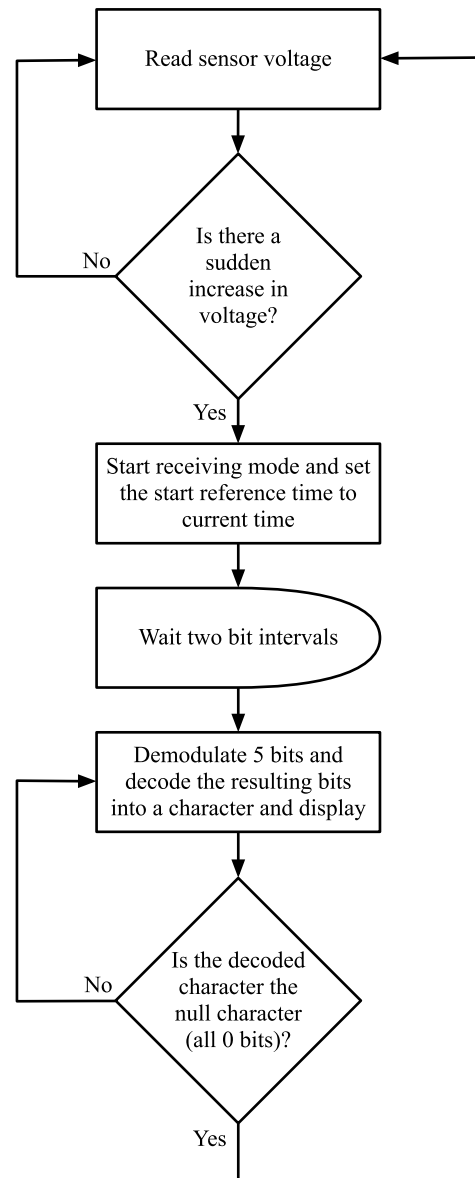 Read sensor voltage
Is there a
sudden
increase in
voltage?
No
Yes
Start receiving mode and set
the start reference time to
current time
Wait two bit intervals
Demodulate 5 bits and
decode the resulting bits
into a character and display
Is the decoded
character the
null character
(all 0 bits)?
No
Yes